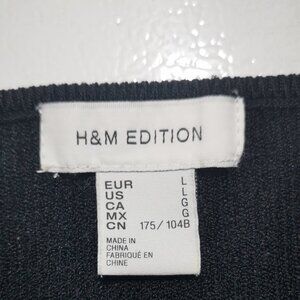 H&M EDITION
EUR L
US L
CA G
MX G
CN 175/104B
MADE IN
CHINA
FABRIQUÉ EN
CHINE